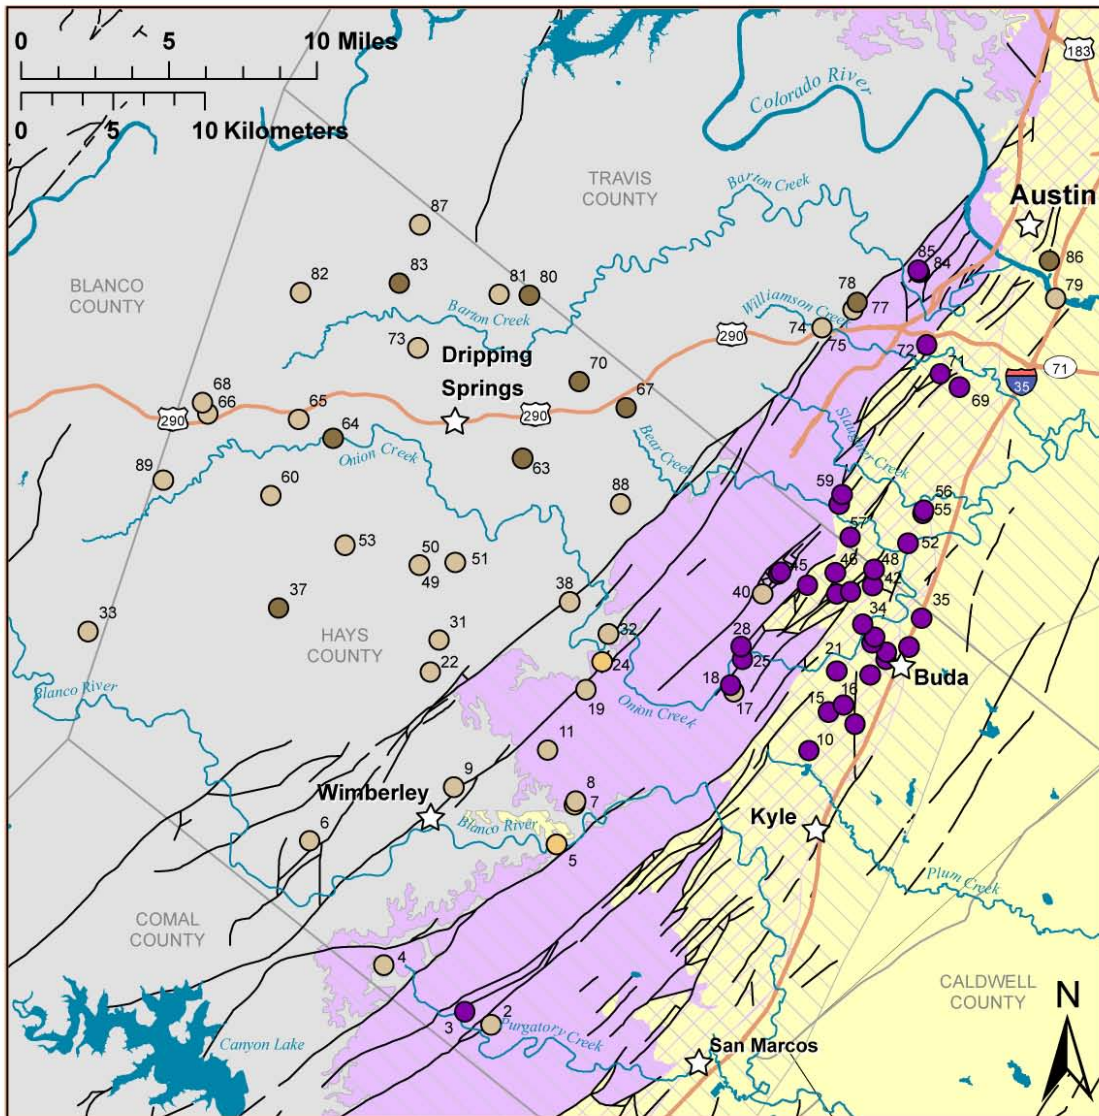 0 5 10 Miles
0 5 10 Kilometers
183
Colorado River
TRAVIS
COUNTY
Barton Creek
Austin
87
85
84
86
79
82
83
81
80
78
77
BLANCO
COUNTY
Barton Creek
Williamson Creek
74
75
73
290
72
71
71
35
Dripping
Springs
70
67
69
68
66
290
65
64
290
Slaughter Creek
Onion Creek
63
Bear Creek
89
60
88
59
56
55
57
52
53
50
49
51
45
46
48
42
37
38
40
35
33
34
31
32
28
HAYS
COUNTY
22
24
25
21
Buda
Blanco River
19
18
17
Onion Creek
15
16
11
10
9
8
7
Wimberley
Kyle
6
Blanco River
5
Plum Creek
COMAL
COUNTY
4
CALDWELL
COUNTY
N
3
2
Purgatory Creek
Canyon Lake
San Marcos